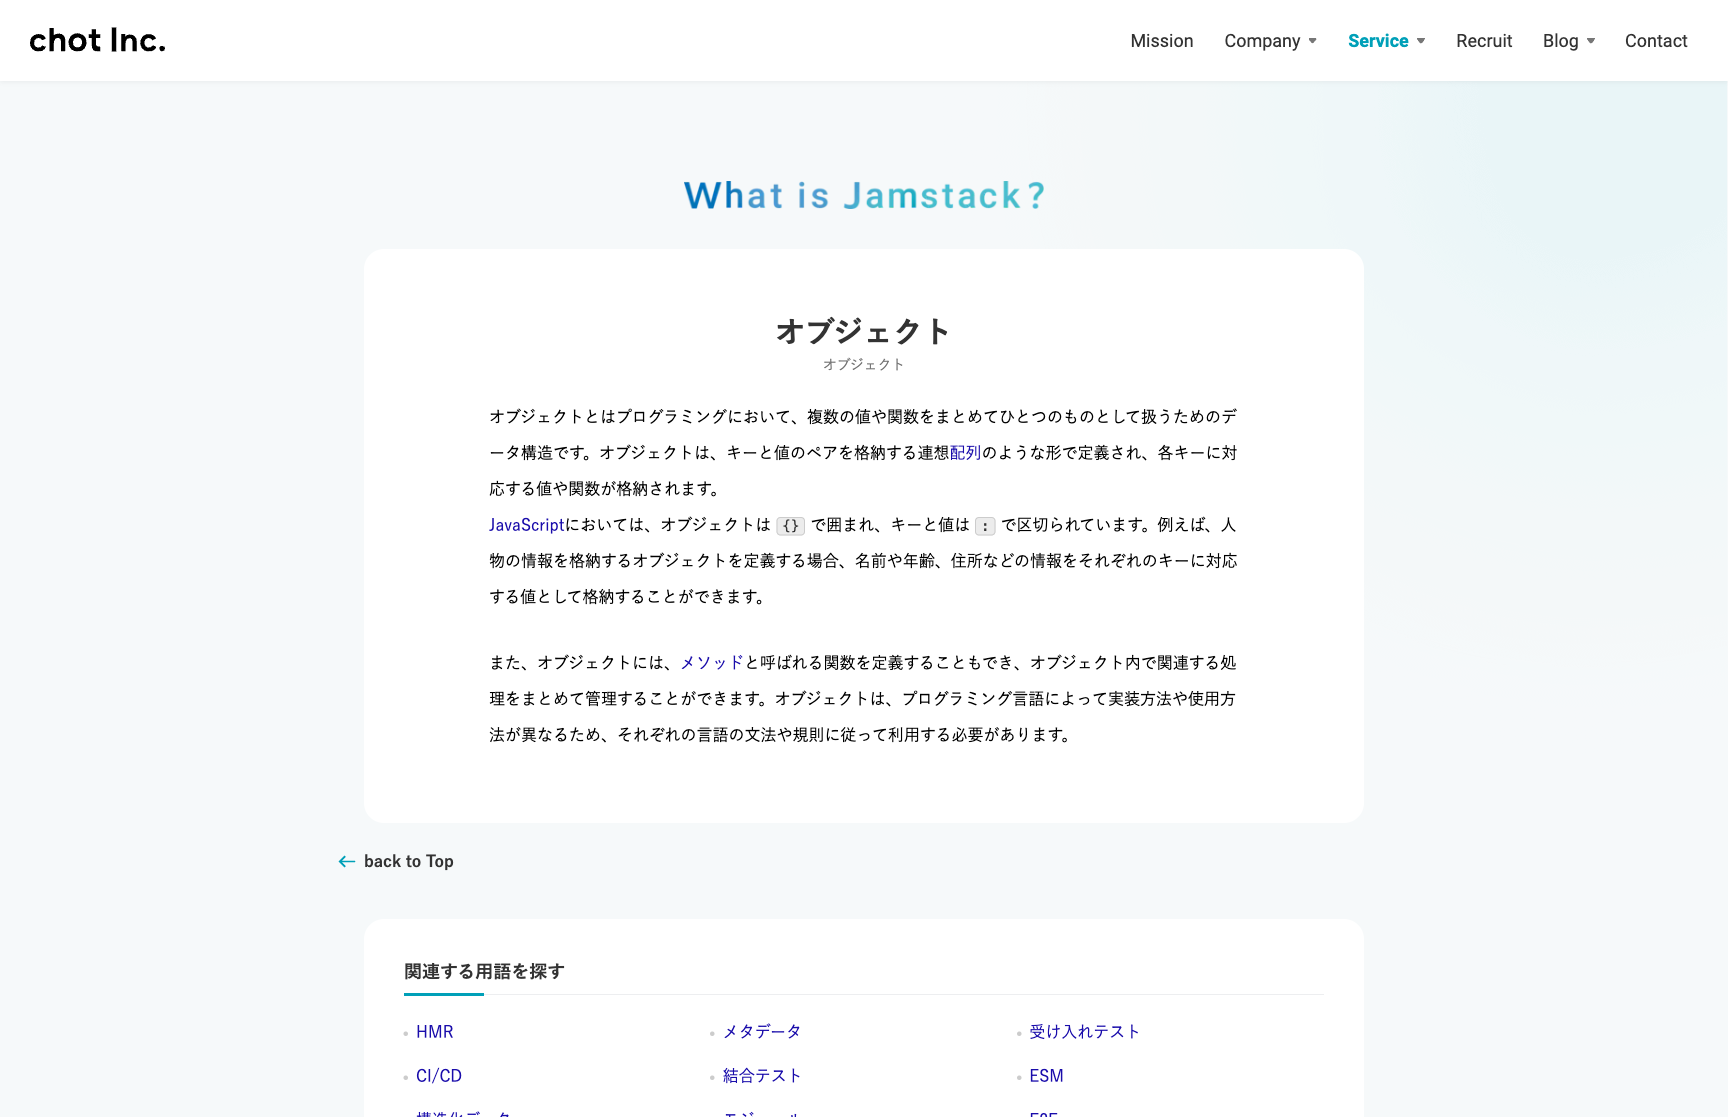 chot Inc.
Mission Company Service Recruit Blog Contact
What is Jamstack?
オブジェクト
オブジェクト
オブジェクトとはプログラミングにおいて、複数の値や関数をまとめてひとつのものとして扱うためのデ
ータ構造です。オブジェクトは、キーと値のペアを格納する連想配列のような形で定義され、各キーに対
応する値や関数が格納されます。
JavaScriptにおいては、オブジェクトは {} で囲まれ、キーと値は : で区切られています。例えば、人
物の情報を格納するオブジェクトを定義する場合、名前や年齢、住所などの情報をそれぞれのキーに対応
する値として格納することができます。
また、オブジェクトには、メソッドと呼ばれる関数を定義することもでき、オブジェクト内で関連する処
理をまとめて管理することができます。オブジェクトは、プログラミング言語によって実装方法や使用方
法が異なるため、それぞれの言語の文法や規則に従って利用する必要があります。
← back to Top
関連する用語を探す
HMR メタデータ 受け入れテスト
CI/CD 結合テスト ESM